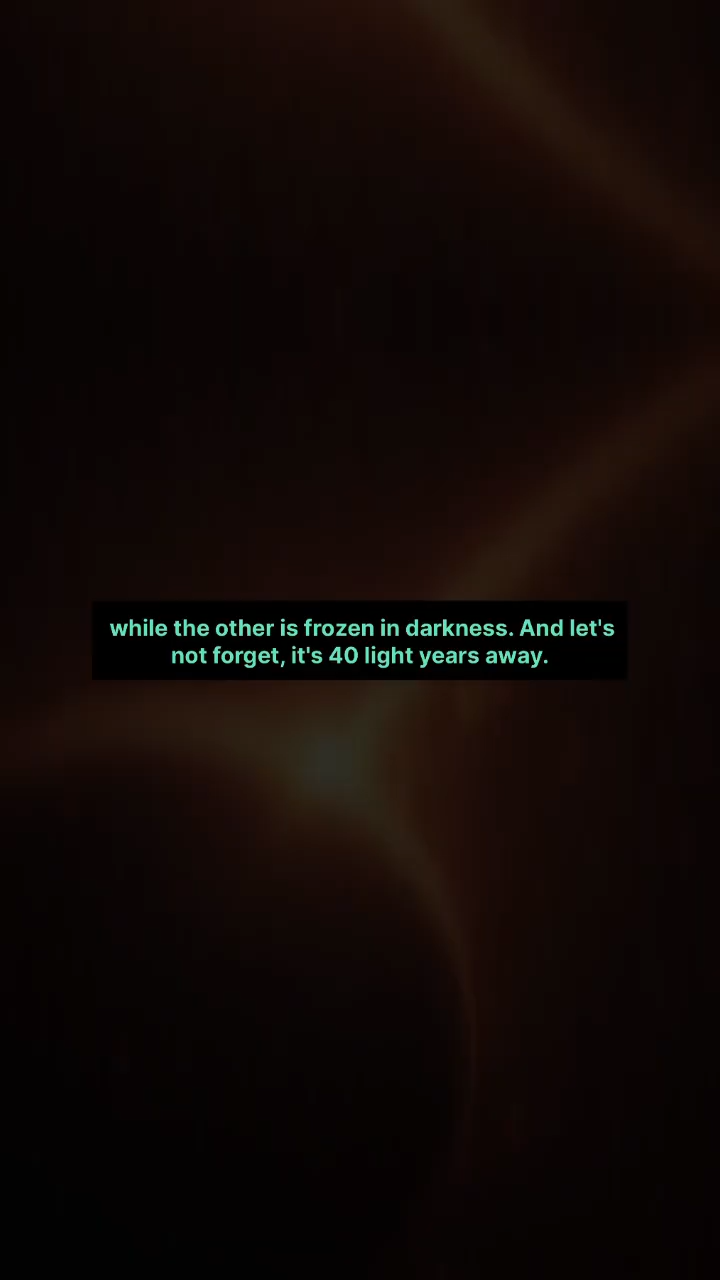 while the other is frozen in darkness. And let's
not forget, it's 40 light years away.